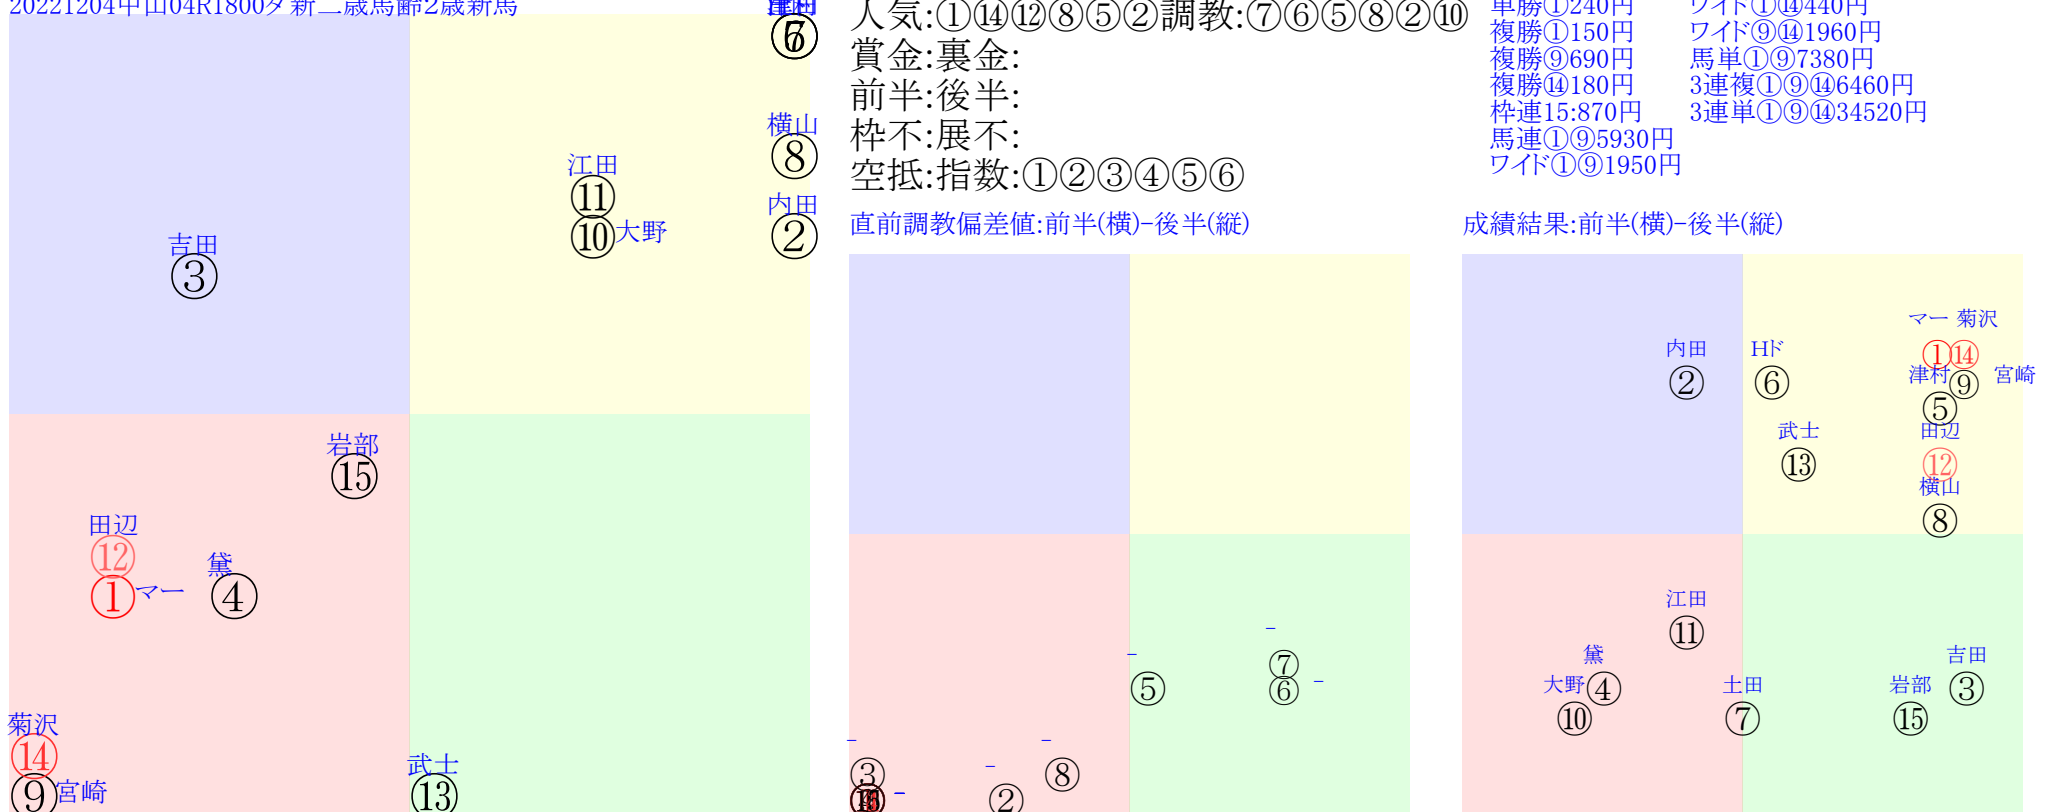 20221204中山04R1800ダ新二歳馬齢2歳新馬
横山
⑧
江田
⑪
⑩大野
内田
②
吉田
③
岩部
⑮
田辺
⑫
①マー
黛
④
菊沢
⑭
⑨宮崎
武士
⑬
人気:①⑭⑫⑧⑤②調教:⑦⑥⑤⑧②⑩
賞金:裏金:
前半:後半:
枠不:展不:
空抵:指数:①②③④⑤⑥
単勝①240円 ワイド①⑭440円
複勝①150円 ワイド⑨⑭1960円
複勝⑨690円 馬単①⑨7380円
複勝⑭180円 3連複①⑨⑭6460円
枠連15:870円 3連単①⑨⑭34520円
馬連①⑨5930円
ワイド①⑨1950円
直前調教偏差値:前半(横)-後半(縦)
-
⑦
⑥ -
-
⑤
-
③
-
⑧
-
②
-
成績結果:前半(横)-後半(縦)
マー 菊沢
①⑭
内田
②
Hド
⑥
津村⑨ 宮崎
⑤
武士
⑬
田辺
⑫
横山
⑧
江田
⑪
黛
④
大野
⑩
土田
⑦
岩部
⑮
吉田
③